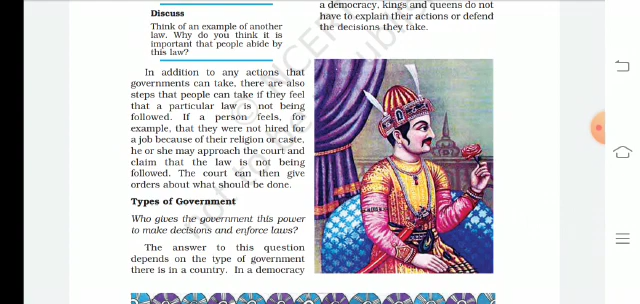 Discuss
Think of an example of another
law. Why do you think it is
important that people abide by
this law?
In addition to any actions that
governments can take, there are also
steps that people can take if they feel
that a particular law is not being
followed. If a person feels, for
example, that they were not hired for
a job because of their religion or caste,
he or she may approach the court and
claim that the law is not being
followed. The court can then give
orders about what should be done.
Types of Government
Who gives the government this power
to make decisions and enforce laws?
The answer to this question
depends on the type of government
there is in a country. In a democracy
a democracy, kings and queens do not
have to explain their actions or defend
the decisions they take.